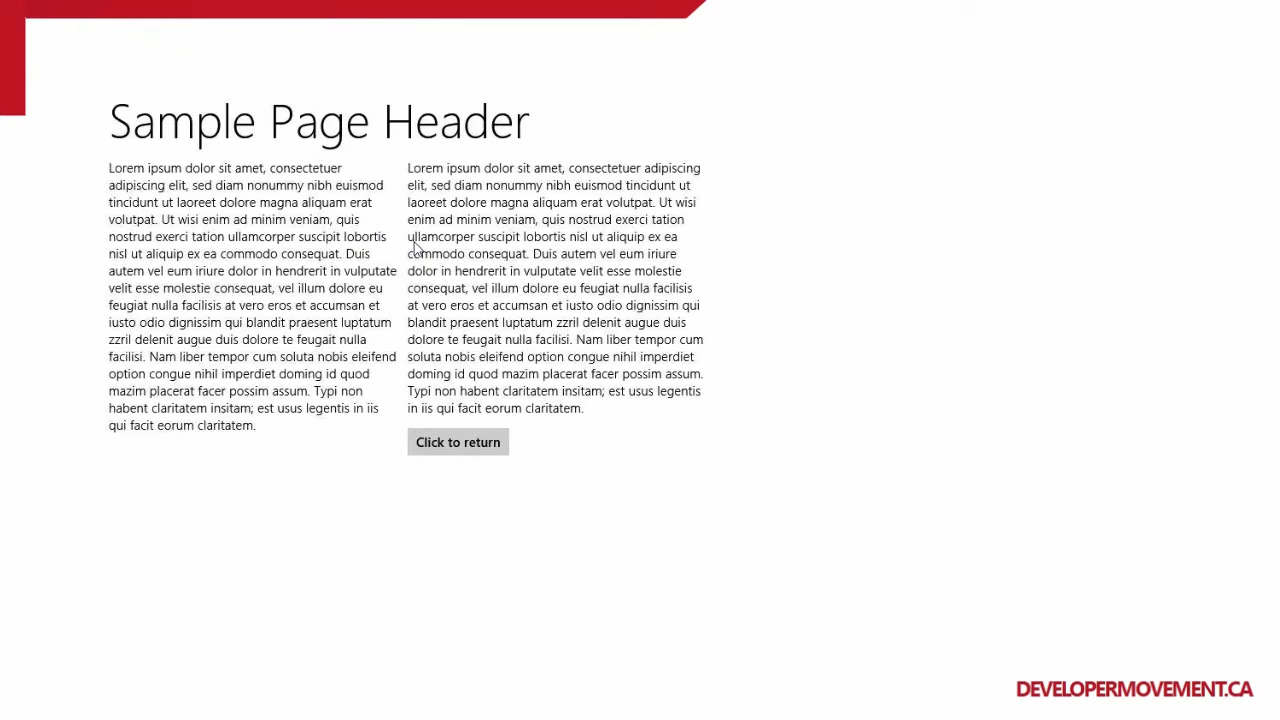 Sample Page Header
Lorem ipsum dolor sit amet, consectetuer
adipiscing elit, sed diam nonummy nibh euismod
tincidunt ut laoreet dolore magna aliquam erat
volutpat. Ut wisi enim ad minim veniam, quis
nostrud exerci tation ullamcorper suscipit lobortis
nisl ut aliquip ex ea commodo consequat. Duis
autem vel eum iriure dolor in hendrerit in vulputate
velit esse molestie consequat, vel illum dolore eu
feugiat nulla facilisis at vero eros et accumsan et
iusto odio dignissim qui blandit praesent luptatum
zzril delenit augue duis dolore te feugait nulla
facilisi. Nam liber tempor cum soluta nobis eleifend
option congue nihil imperdiet doming id quod
mazim placerat facer possim assum. Typi non
habent claritatem insitam; est usus legentis in iis
qui facit eorum claritatem.
Lorem ipsum dolor sit amet, consectetuer adipiscing
elit, sed diam nonummy nibh euismod tincidunt ut
laoreet dolore magna aliquam erat volutpat. Ut wisi
enim ad minim veniam, quis nostrud exerci tation
ullamcorper suscipit lobortis nisl ut aliquip ex ea
commodo consequat. Duis autem vel eum iriure
dolor in hendrerit in vulputate velit esse molestie
consequat, vel illum dolore eu feugiat nulla facilisis
at vero eros et accumsan et iusto odio dignissim qui
blandit praesent luptatum zzril delenit augue duis
dolore te feugait nulla facilisi. Nam liber tempor cum
soluta nobis eleifend option congue nihil imperdiet
doming id quod mazim placerat facer possim assum.
Typi non habent claritatem insitam; est usus legentis
in iis qui facit eorum claritatem.
Click to return
DEVELOPERMOVEMENT.CA